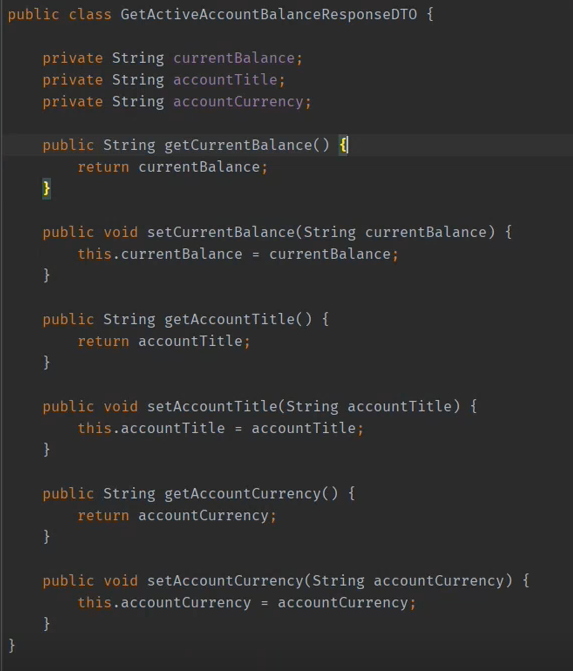 public class GetActiveAccountBalanceResponseDTO {
private String currentBalance;
private String accountTitle;
private String accountCurrency;
public String getCurrentBalance() {
return currentBalance;
}
public void setCurrentBalance(String currentBalance) {
this.currentBalance = currentBalance;
}
public String getAccountTitle() {
return accountTitle;
}
public void setAccountTitle(String accountTitle) {
this.accountTitle = accountTitle;
}
public String getAccountCurrency() {
return accountCurrency;
}
public void setAccountCurrency(String accountCurrency) {
this.accountCurrency = accountCurrency;
}
}